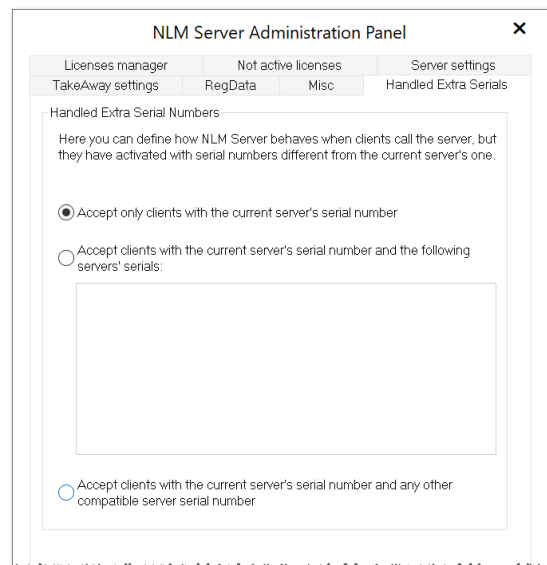 NLM Server Administration Panel
Licenses manager Not active licenses Server settings
TakeAway settings RegData Misc Handled Extra Serials
Handled Extra Serial Numbers
Here you can define how NLM Server behaves when clients call the server, but
they have activated with serial numbers different from the current server's one.
Accept only clients with the current server's serial number
Accept clients with the current server's serial number and the following
servers' serials:
Accept clients with the current server's serial number and any other
compatible server serial number